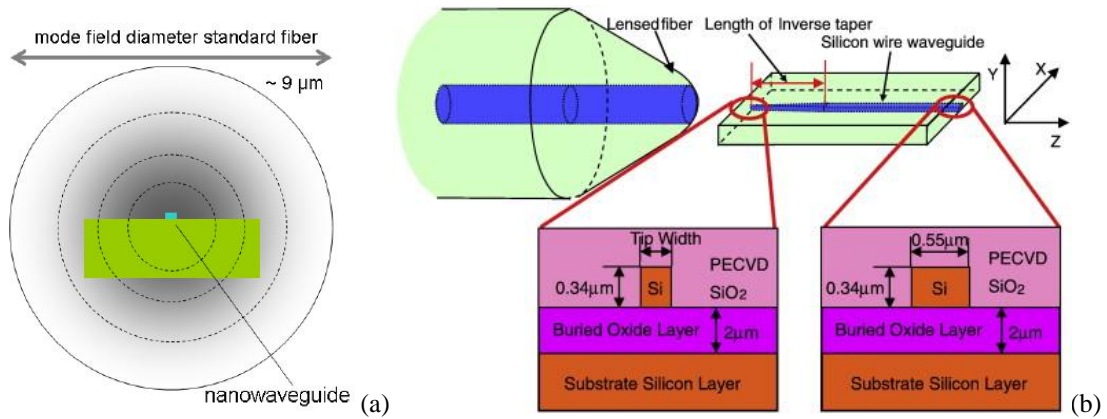 mode field diameter standard fiber
~ 9 μm
nanowaveguide
(a)
Lensedfiber
Length of Inverse taper
Silicon wire waveguide
Y
X
Z
Tip Width
PECVD
SiO₂
0.34μm
Si
Buried Oxide Layer
2μm
Substrate Silicon Layer
0.55μm
PECVD
SiO₂
0.34μm
Si
Buried Oxide Layer
2μm
Substrate Silicon Layer
(b)